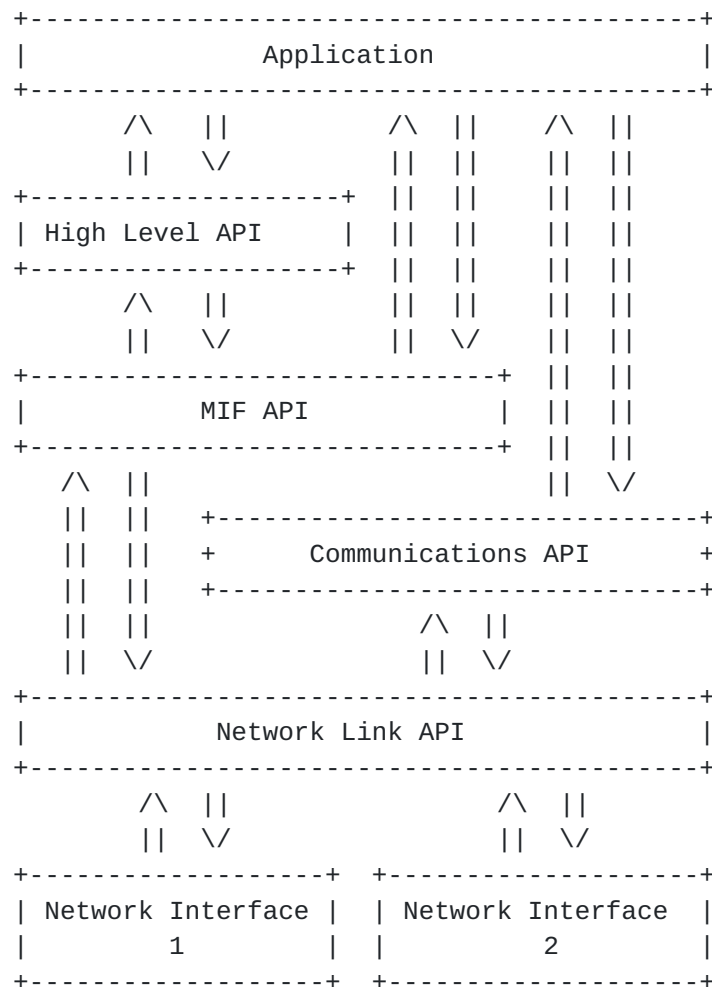 Application
High Level API
MIF API
Communications API
Network Link API
Network Interface Network Interface
1 2